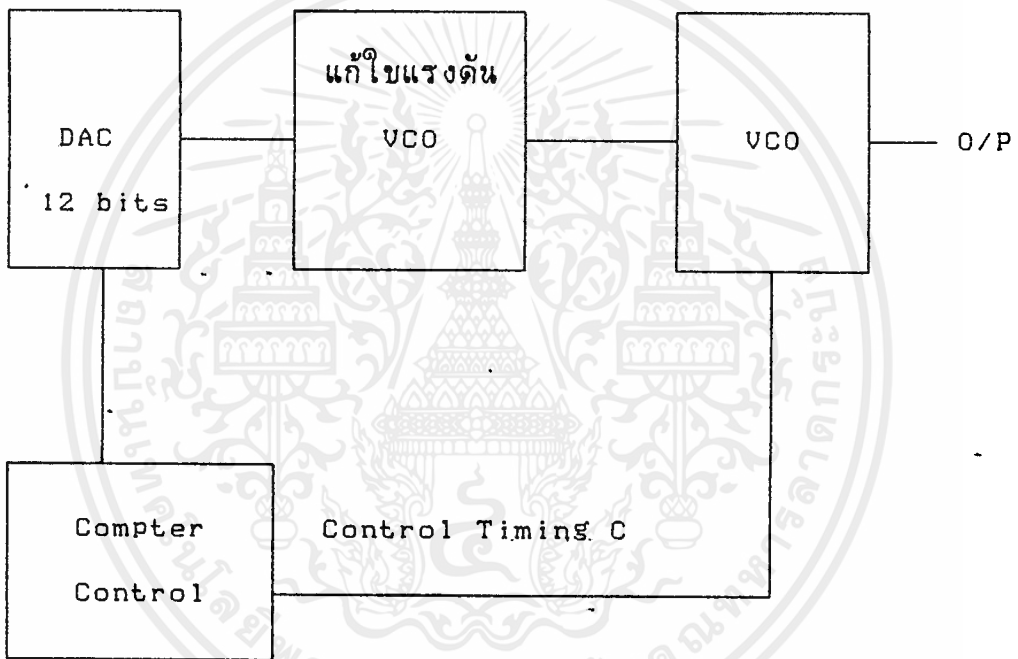 DAC
12 bits
แก้ไขแรงดัน
VCO
VCO
O/P
Compter
Control
Control Timing C